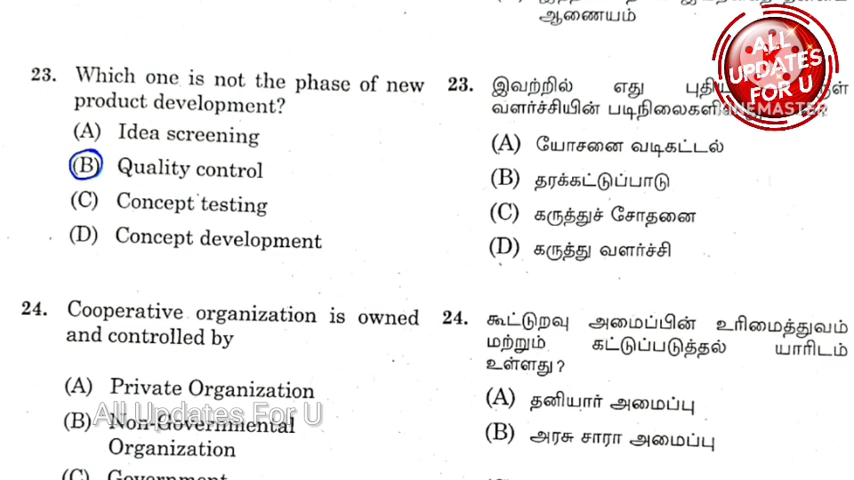 ஆணையம்
23. Which one is not the phase of new
product development?
(A) Idea screening
(B) Quality control
(C) Concept testing
(D) Concept development
24. Cooperative organization is owned
and controlled by
(A) Private Organization
(B) Non-Governmental
Organization
(C) Government
23. இவற்றில் எது
வளர்ச்சியின்
(A) யோசனை வடிகட்டல்
(B) தரக்கட்டுப்பாடு
(C) கருத்துச் சோதனை
(D) கருத்து வளர்ச்சி
24. கூட்டுறவு அமைப்பின் உரிமைத்துவம்
மற்றும் கட்டுப்படுத்தல் யாரிடம்
உள்ளது?
(A) தனியார் அமைப்பு
(B) அரசு சாரா அமைப்பு
ALL
UPDATES
FOR U
KINEMASTER
All Updates For U